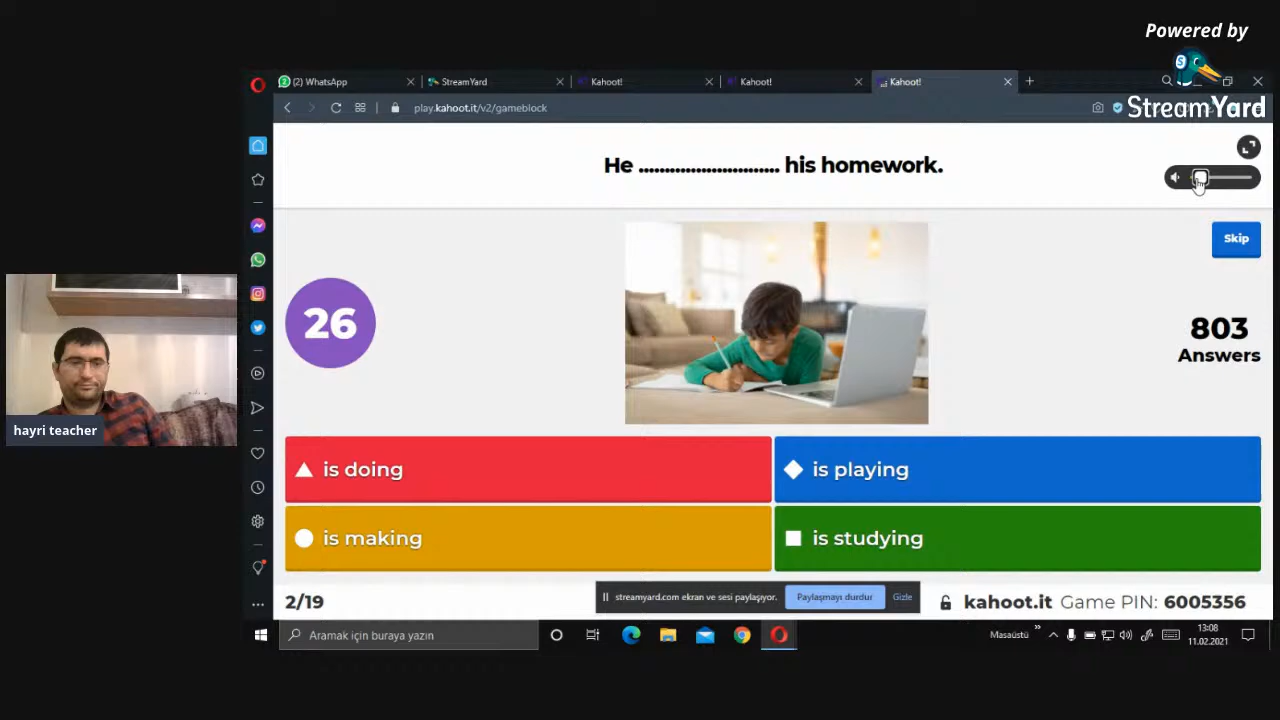 Powered by
StreamYard
(2) WhatsApp
StreamYard
Kahoot!
Kahoot!
Kahoot!
play.kahoot.it/v2/gameblock
He ........................... his homework.
Skip
26
803
Answers
hayri teacher
is doing
is playing
is making
is studying
2/19
streamyard.com ekran ve sesi paylaşıyor.
Paylaşmayı durdur
Gizle
kahoot.it Game PIN: 6005356
Aramak için buraya yazın
Masaüstü
13:08
11.02.2021